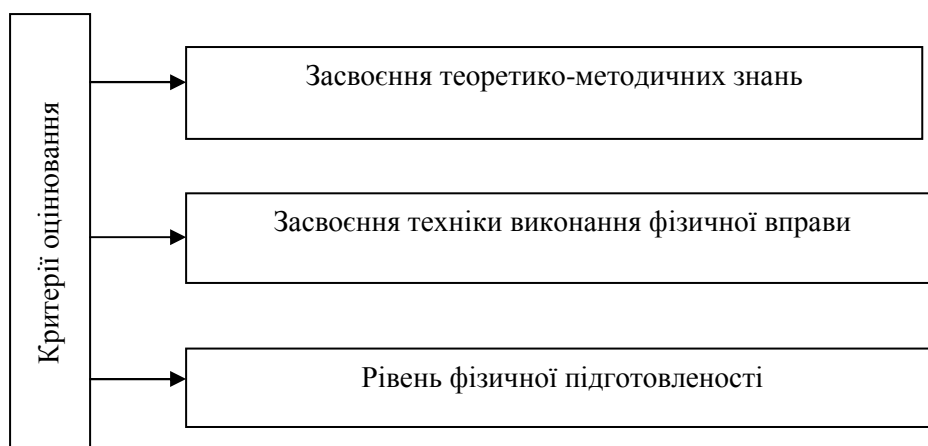 Критерії оцінювання
Засвоєння теоретико-методичних знань
Засвоєння техніки виконання фізичної вправи
Рівень фізичної підготовленості